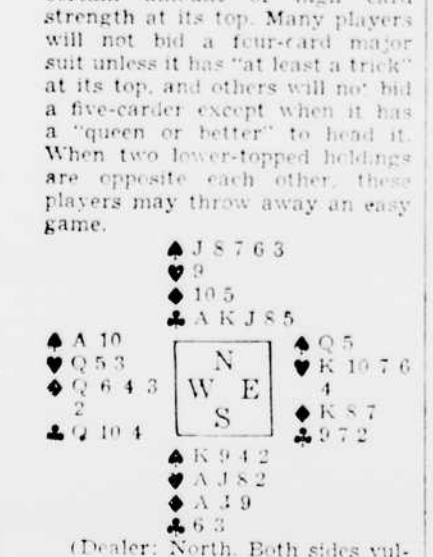 strength at its top. Many players
will not bid a four-card major
suit unless it has "at least a trick"
at its top, and others will not bid
a five-carder except when it has
a "queen or better" to head it.
When two lower-topped holdings
are opposite each other, these
players may throw away an easy
game.
♠ J 8 7 6 3
♥ 9
♦ 10 5
♣ A K J 8 5
♠ A 10
♥ Q 5 3
♦ Q 6 4 3
2
♣ Q 10 4
N
W E
S
♠ Q 5
♥ K 10 7 6
4
♦ K 8 7
♣ 9 7 2
♠ K 9 4 2
♥ A J 8 2
♦ A J 9
♣ 6 3
(Dealer: North. Both sides vul-